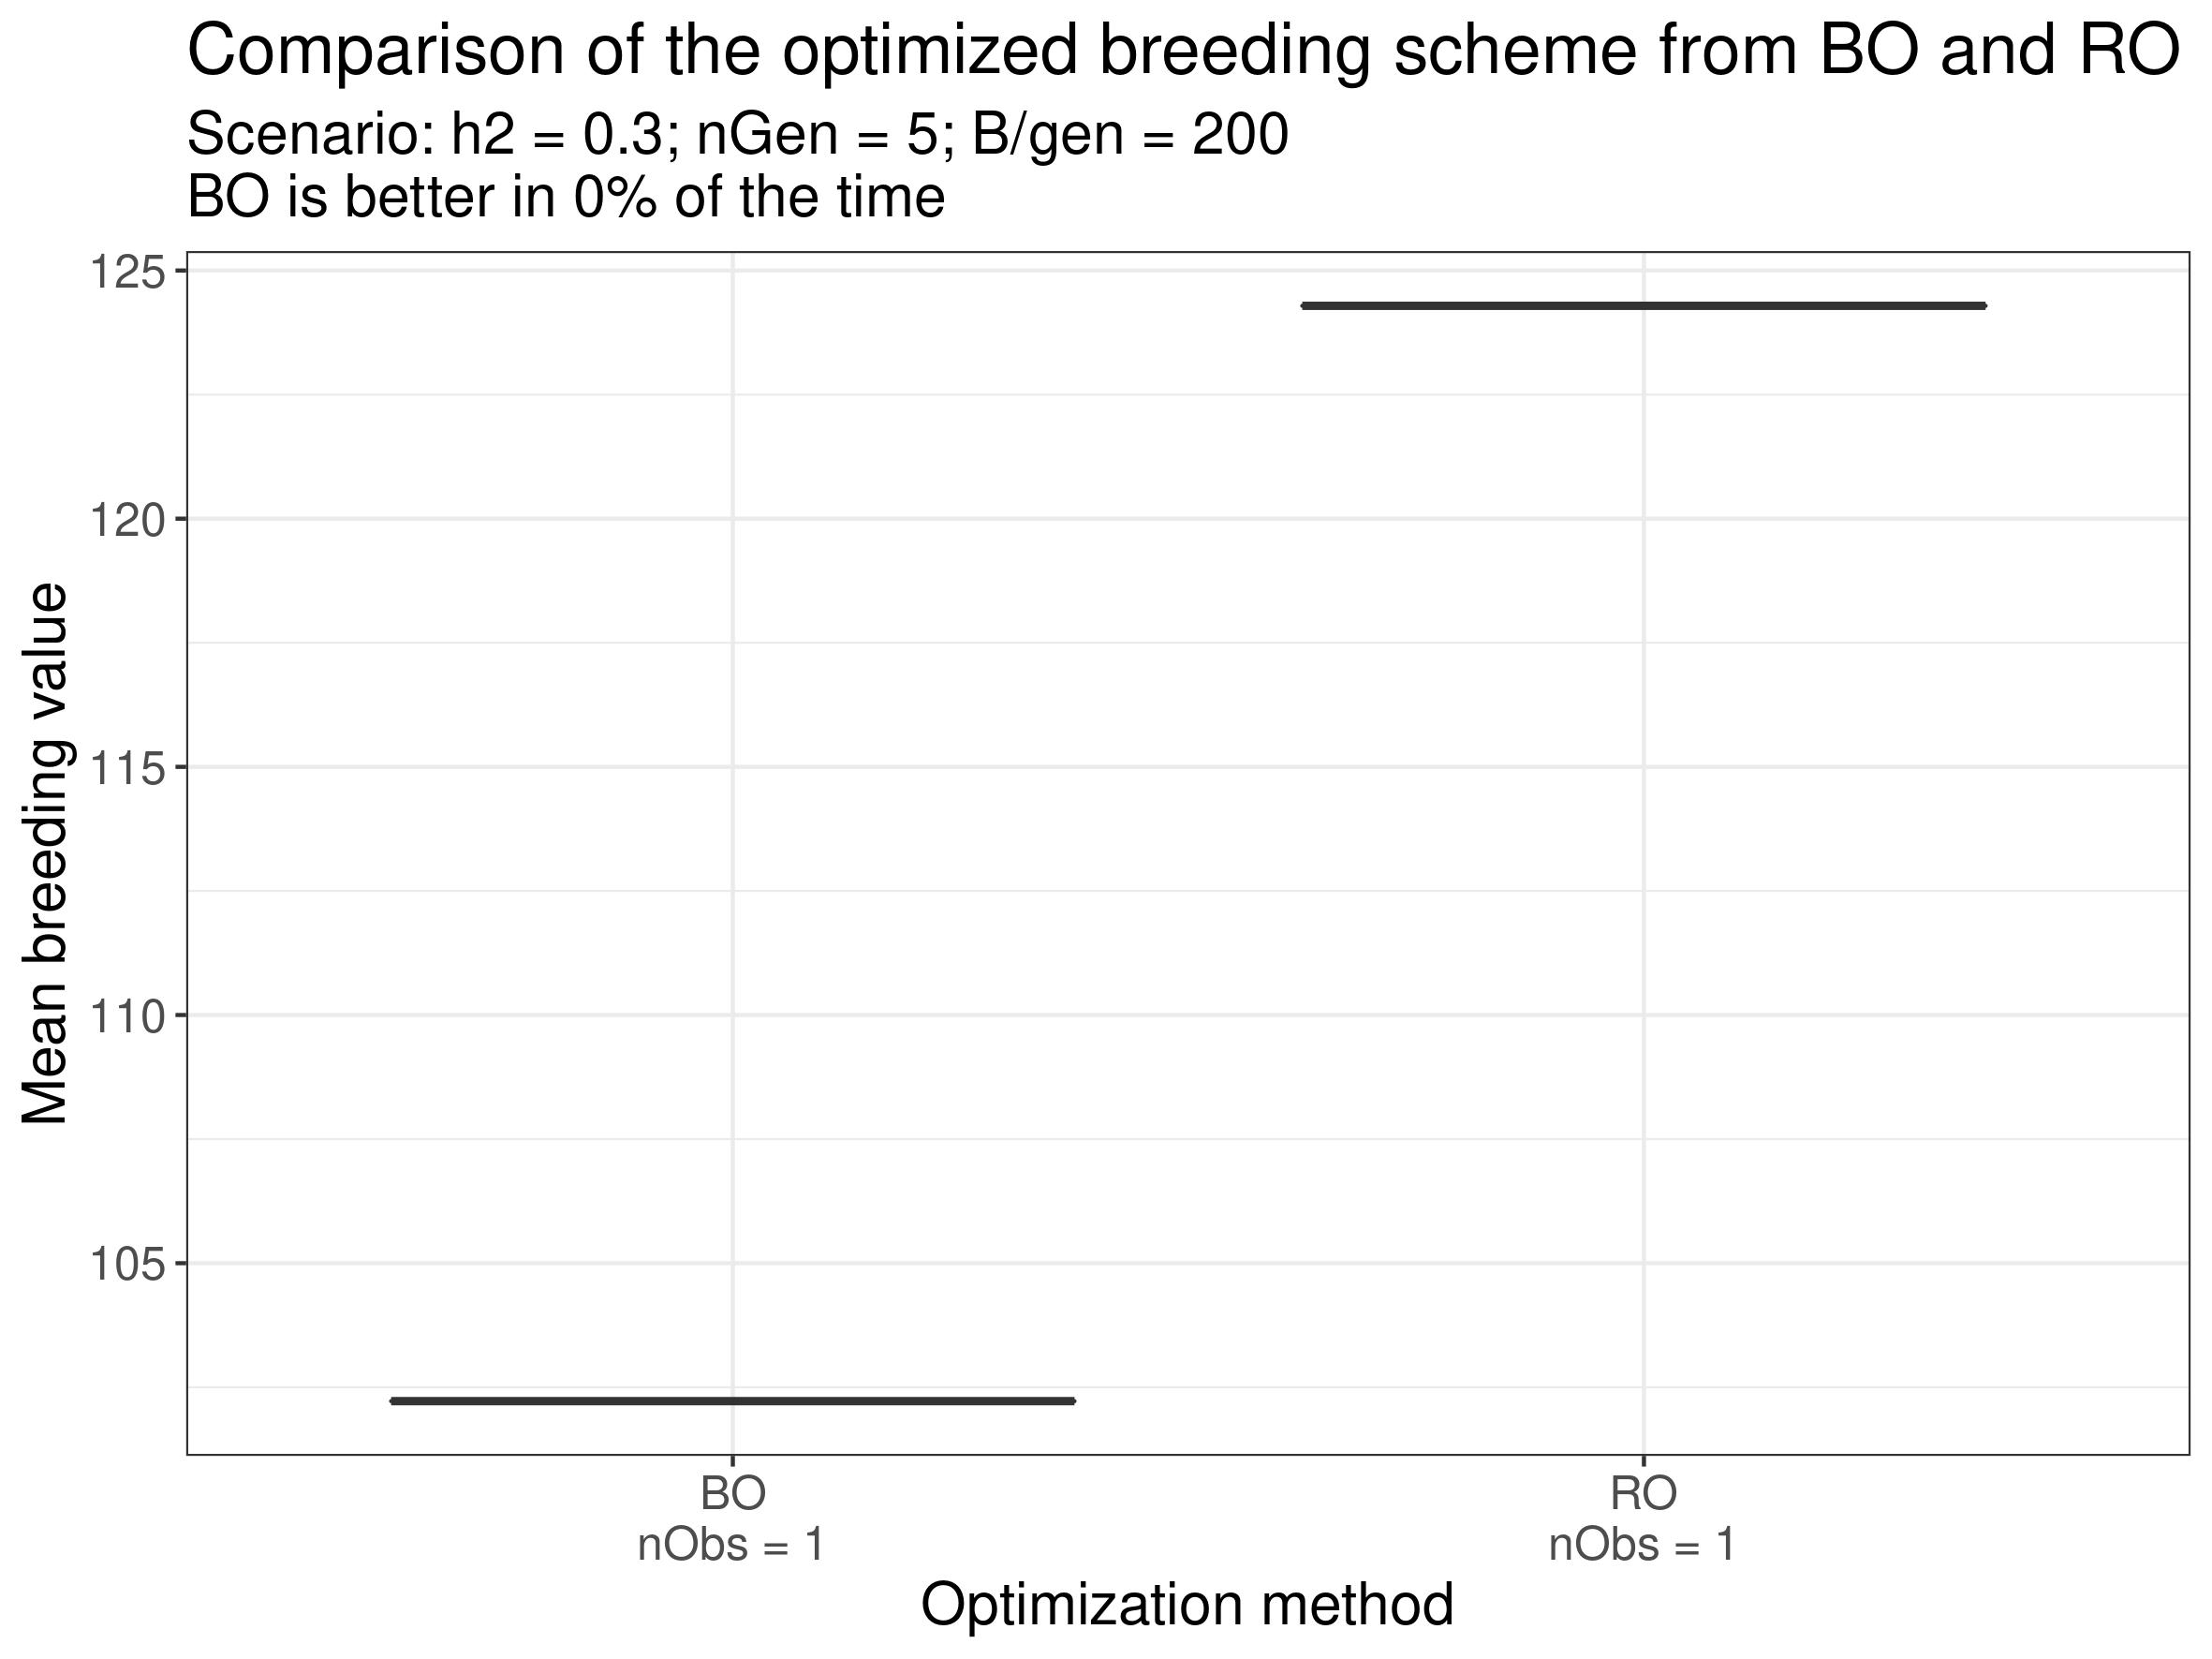 Comparison of the optimized breeding scheme from BO and RO
Scenario: h2 = 0.3; nGen = 5; B/gen = 200
BO is better in 0% of the time
125
120
115
110
105
Mean breeding value
BO
nObs = 1
RO
nObs = 1
Optimization method